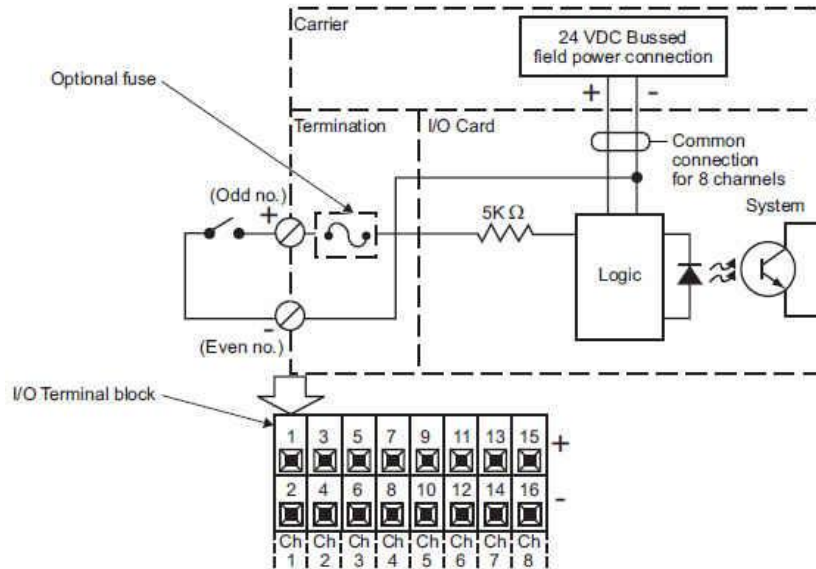 Carrier
24 VDC Bussed
field power connection
Optional fuse
+ -
Termination
I/O Card
Common
connection
for 8 channels
(Odd no.)
+
5K Ω
System
Logic
-
(Even no.)
I/O Terminal block
1 3 5 7 9 11 13 15 +
2 4 6 8 10 12 14 16 -
Ch Ch Ch Ch Ch Ch Ch Ch
1 2 3 4 5 6 7 8